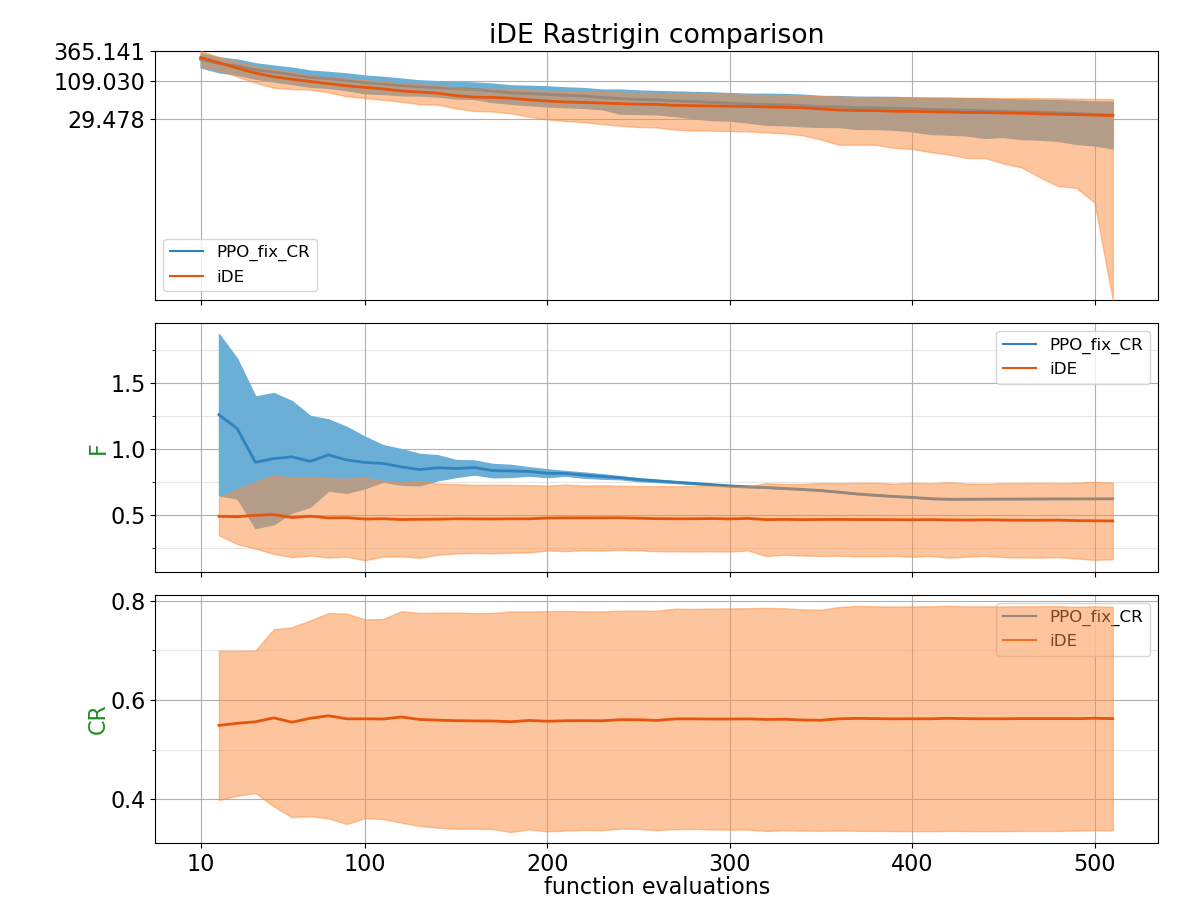 iDE Rastrigin comparison
365.141
109.030
29.478
PPO_fix_CR
iDE
F
1.5
1.0
0.5
PPO_fix_CR
iDE
CR
0.8
0.6
0.4
PPO_fix_CR
iDE
10 100 200 300 400 500
function evaluations